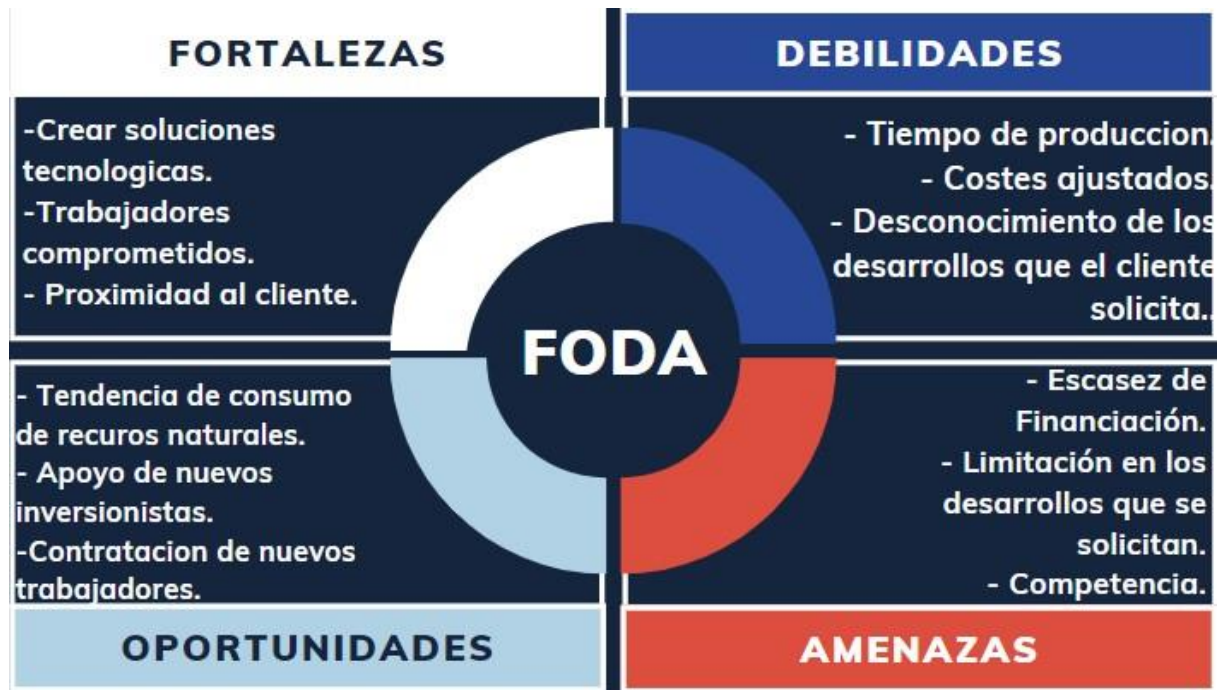 FORTALEZAS
-Crear soluciones
tecnologicas.
-Trabajadores
comprometidos.
- Proximidad al cliente.
DEBILIDADES
- Tiempo de produccion.
- Costes ajustados.
- Desconocimiento de los
desarrollos que el cliente
solicita..
FODA
- Tendencia de consumo
de recuros naturales.
- Apoyo de nuevos
inversionistas.
-Contratacion de nuevos
trabajadores.
OPORTUNIDADES
- Escasez de
Financiación.
- Limitación en los
desarrollos que se
solicitan.
- Competencia.
AMENAZAS